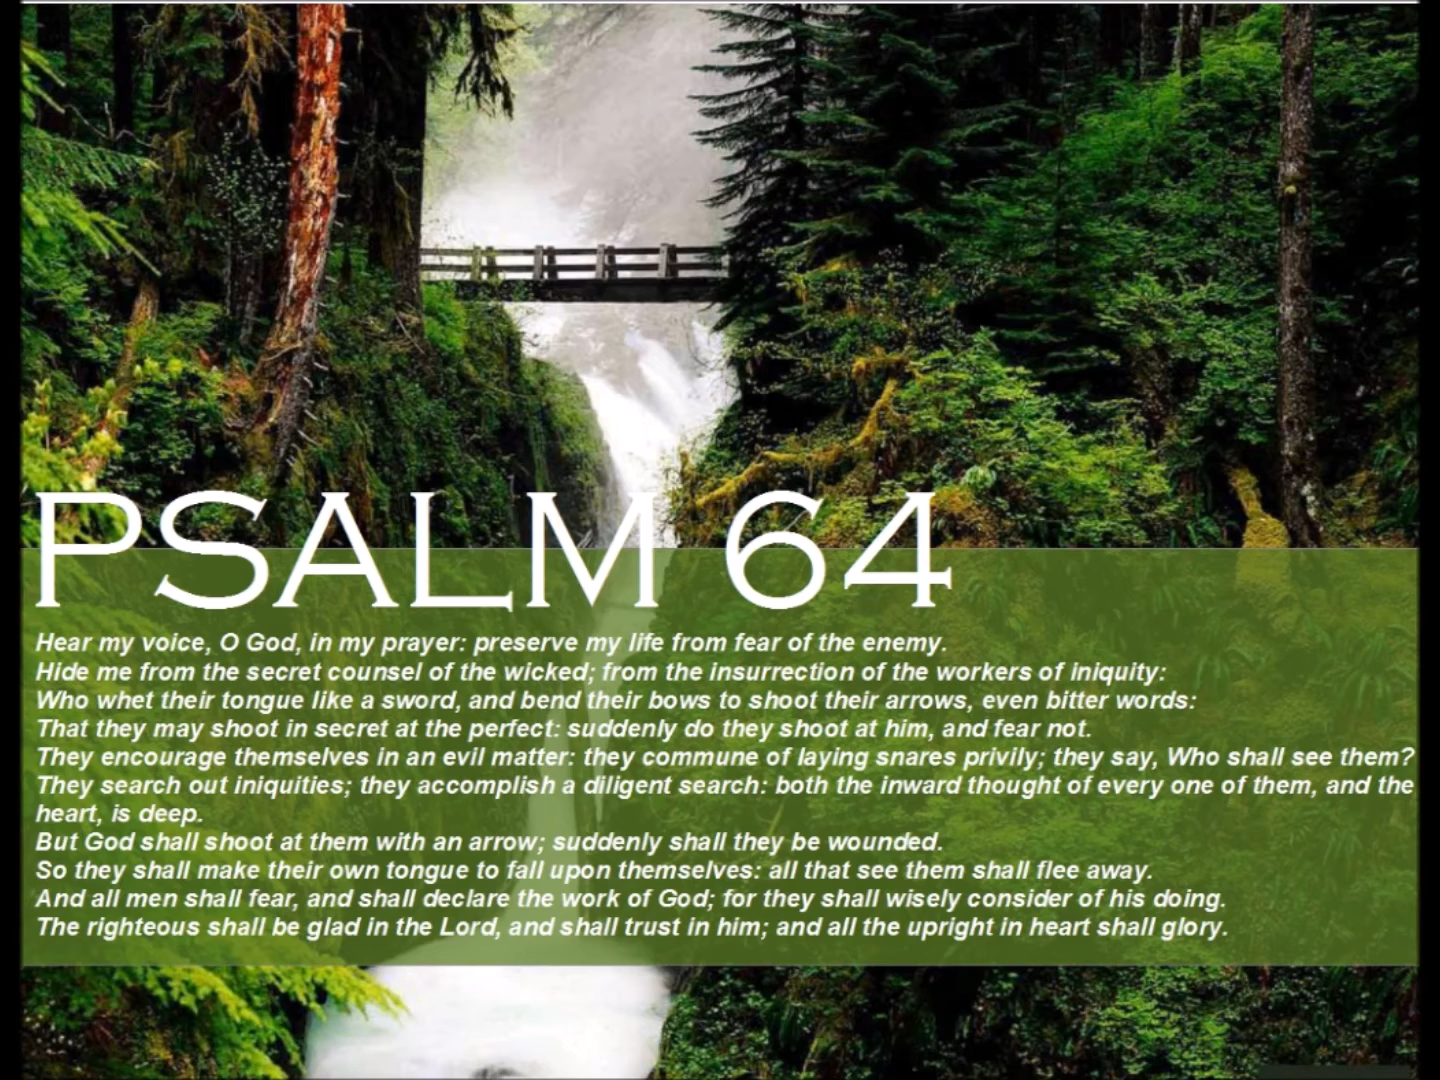 PSALM 64
Hear my voice, O God, in my prayer: preserve my life from fear of the enemy.
Hide me from the secret counsel of the wicked; from the insurrection of the workers of iniquity:
Who whet their tongue like a sword, and bend their bows to shoot their arrows, even bitter words:
That they may shoot in secret at the perfect: suddenly do they shoot at him, and fear not.
They encourage themselves in an evil matter: they commune of laying snares privily; they say, Who shall see them?
They search out iniquities; they accomplish a diligent search: both the inward thought of every one of them, and the
heart, is deep.
But God shall shoot at them with an arrow; suddenly shall they be wounded.
So they shall make their own tongue to fall upon themselves: all that see them shall flee away.
And all men shall fear, and shall declare the work of God; for they shall wisely consider of his doing.
The righteous shall be glad in the Lord, and shall trust in him; and all the upright in heart shall glory.